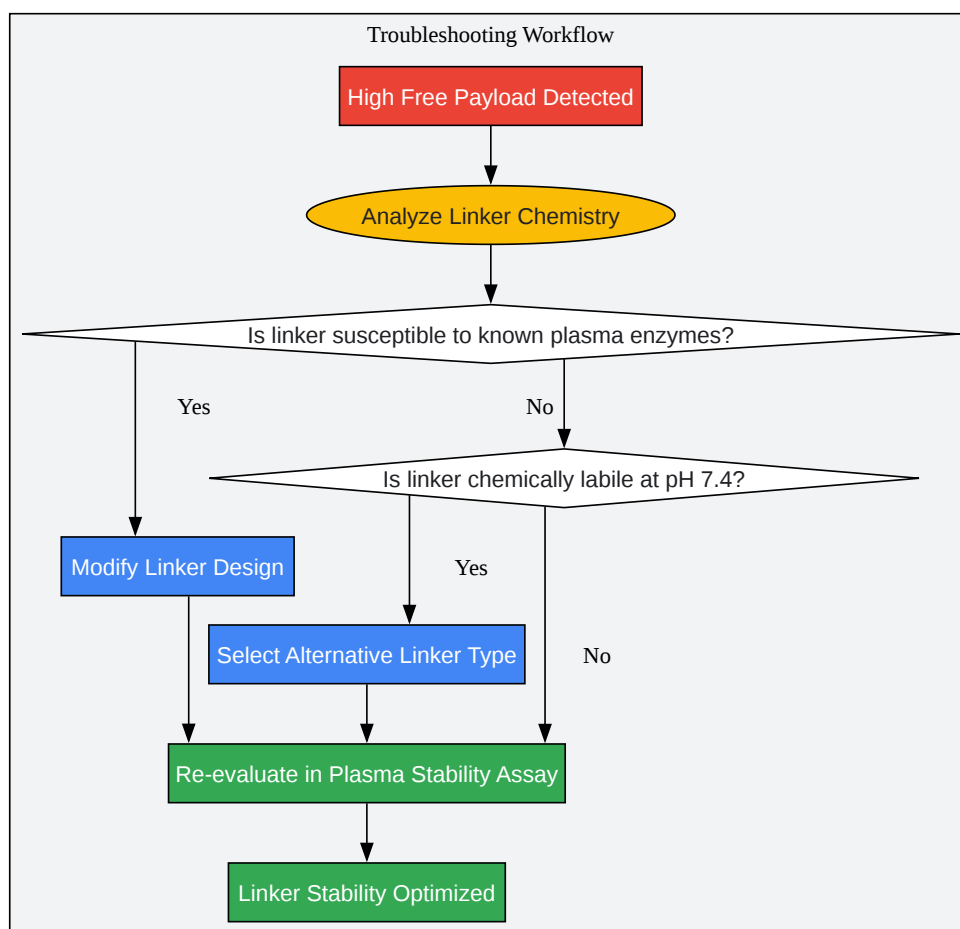 Troubleshooting Workflow
High Free Payload Detected
Analyze Linker Chemistry
Is linker susceptible to known plasma enzymes?
Yes
No
Is linker chemically labile at pH 7.4?
Modify Linker Design
Yes
Select Alternative Linker Type
No
Re-evaluate in Plasma Stability Assay
Linker Stability Optimized